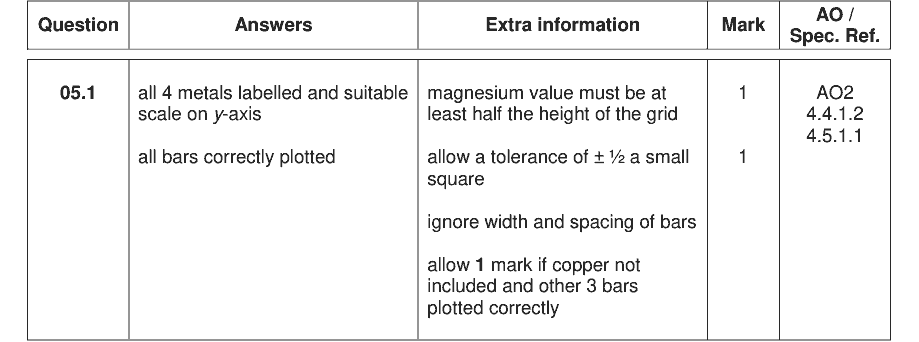 Question Answers Extra information Mark AO /
Spec. Ref.
05.1 all 4 metals labelled and suitable magnesium value must be at 1 AO2
scale on y-axis least half the height of the grid 4.4.1.2
4.5.1.1
all bars correctly plotted allow a tolerance of ± ½ a small 1
square
ignore width and spacing of bars
allow 1 mark if copper not
included and other 3 bars
plotted correctly